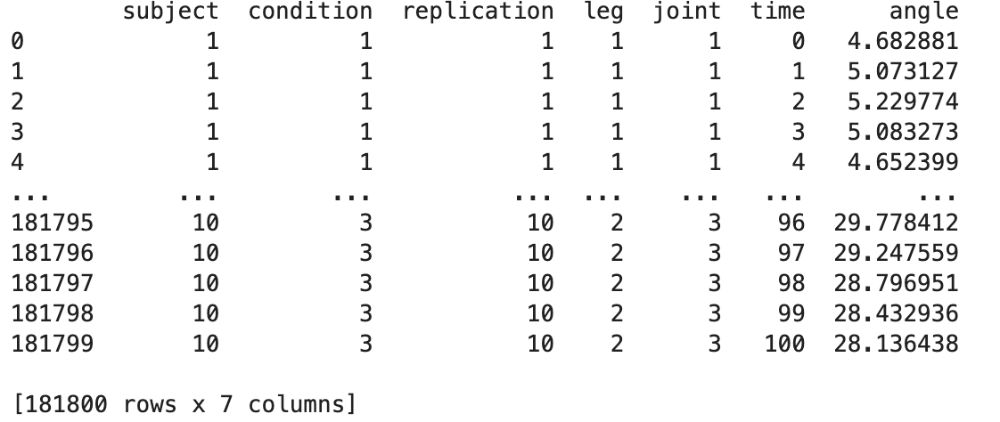 subject condition replication leg joint time angle
0 1 1 1 1 1 0 4.682881
1 1 1 1 1 1 1 5.073127
2 1 1 1 1 1 2 5.229774
3 1 1 1 1 1 3 5.083273
4 1 1 1 1 1 4 4.652399
... ... ... ... ... ... ... ...
181795 10 3 10 2 3 96 29.778412
181796 10 3 10 2 3 97 29.247559
181797 10 3 10 2 3 98 28.796951
181798 10 3 10 2 3 99 28.432936
181799 10 3 10 2 3 100 28.136438
[181800 rows x 7 columns]